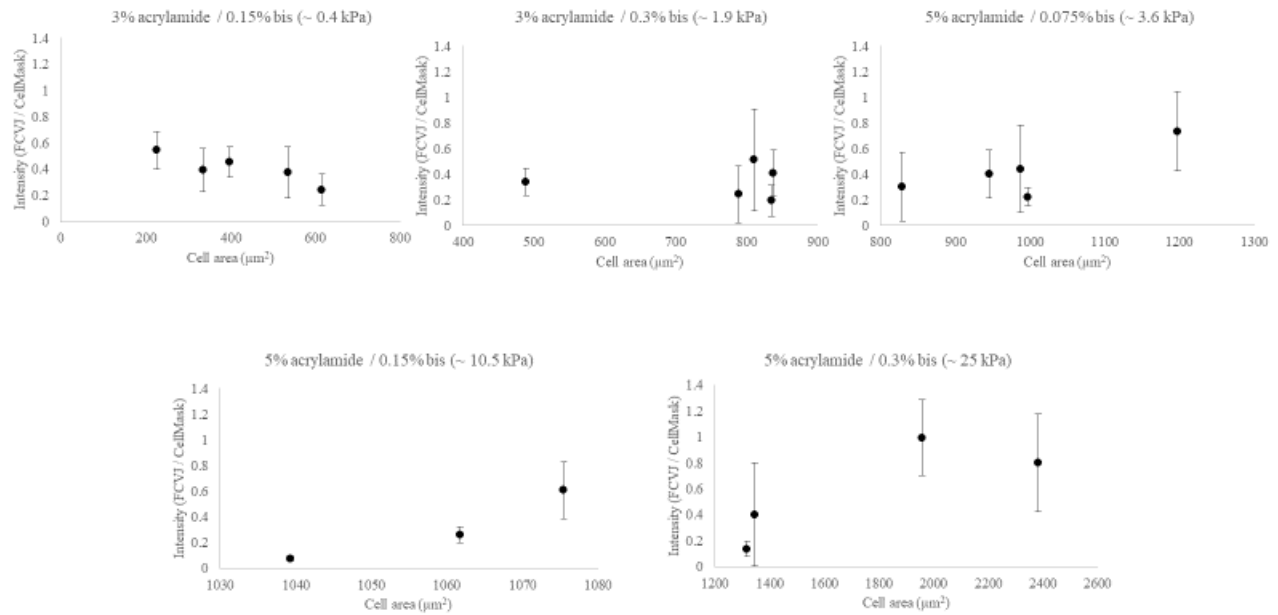 3% acrylamide / 0.15% bis (~ 0.4 kPa)
Intensity (FCVJ / CellMask)
1.4
1.2
1
0.8
0.6
0.4
0.2
0
0 200 400 600 800
Cell area (μm²)
3% acrylamide / 0.3% bis (~ 1.9 kPa)
Intensity (FCVJ / CellMask)
1.4
1.2
1
0.8
0.6
0.4
0.2
0
400 500 600 700 800 900
Cell area (μm²)
5% acrylamide / 0.075% bis (~ 3.6 kPa)
Intensity (FCVJ / CellMask)
1.4
1.2
1
0.8
0.6
0.4
0.2
0
800 900 1000 1100 1200 1300
Cell area (μm²)
5% acrylamide / 0.15% bis (~ 10.5 kPa)
Intensity (FCVJ / CellMask)
1.4
1.2
1
0.8
0.6
0.4
0.2
0
1030 1040 1050 1060 1070 1080
Cell area (μm²)
5% acrylamide / 0.3% bis (~ 25 kPa)
Intensity (FCVJ / CellMask)
1.4
1.2
1
0.8
0.6
0.4
0.2
0
1200 1400 1600 1800 2000 2200 2400 2600
Cell area (μm²)